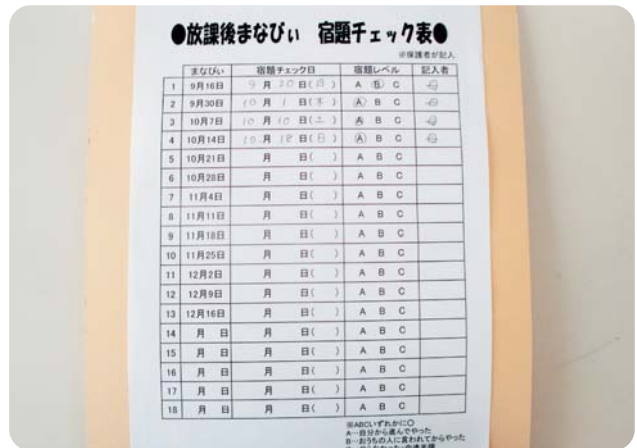 ●放課後まなびぃ 宿題チェック表●
※保護者が記入
まなびぃ 宿題チェック日 宿題レベル 記入者
1 9月16日 9月20日(日) A B C
2 9月30日 10月1日(木) A B C
3 10月7日 10月10日(土) A B C
4 10月14日 10月18日(日) A B C
5 10月21日 月 日( ) A B C
6 10月28日 月 日( ) A B C
7 11月4日 月 日( ) A B C
8 11月11日 月 日( ) A B C
9 11月18日 月 日( ) A B C
10 11月25日 月 日( ) A B C
11 12月2日 月 日( ) A B C
12 12月9日 月 日( ) A B C
13 12月16日 月 日( ) A B C
14 月 日 月 日( ) A B C
15 月 日 月 日( ) A B C
16 月 日 月 日( ) A B C
17 月 日 月 日( ) A B C
18 月 日 月 日( ) A B C
※ABCいずれかに○
A…自分から進んでやった
B…おうちの人に言われてからやった